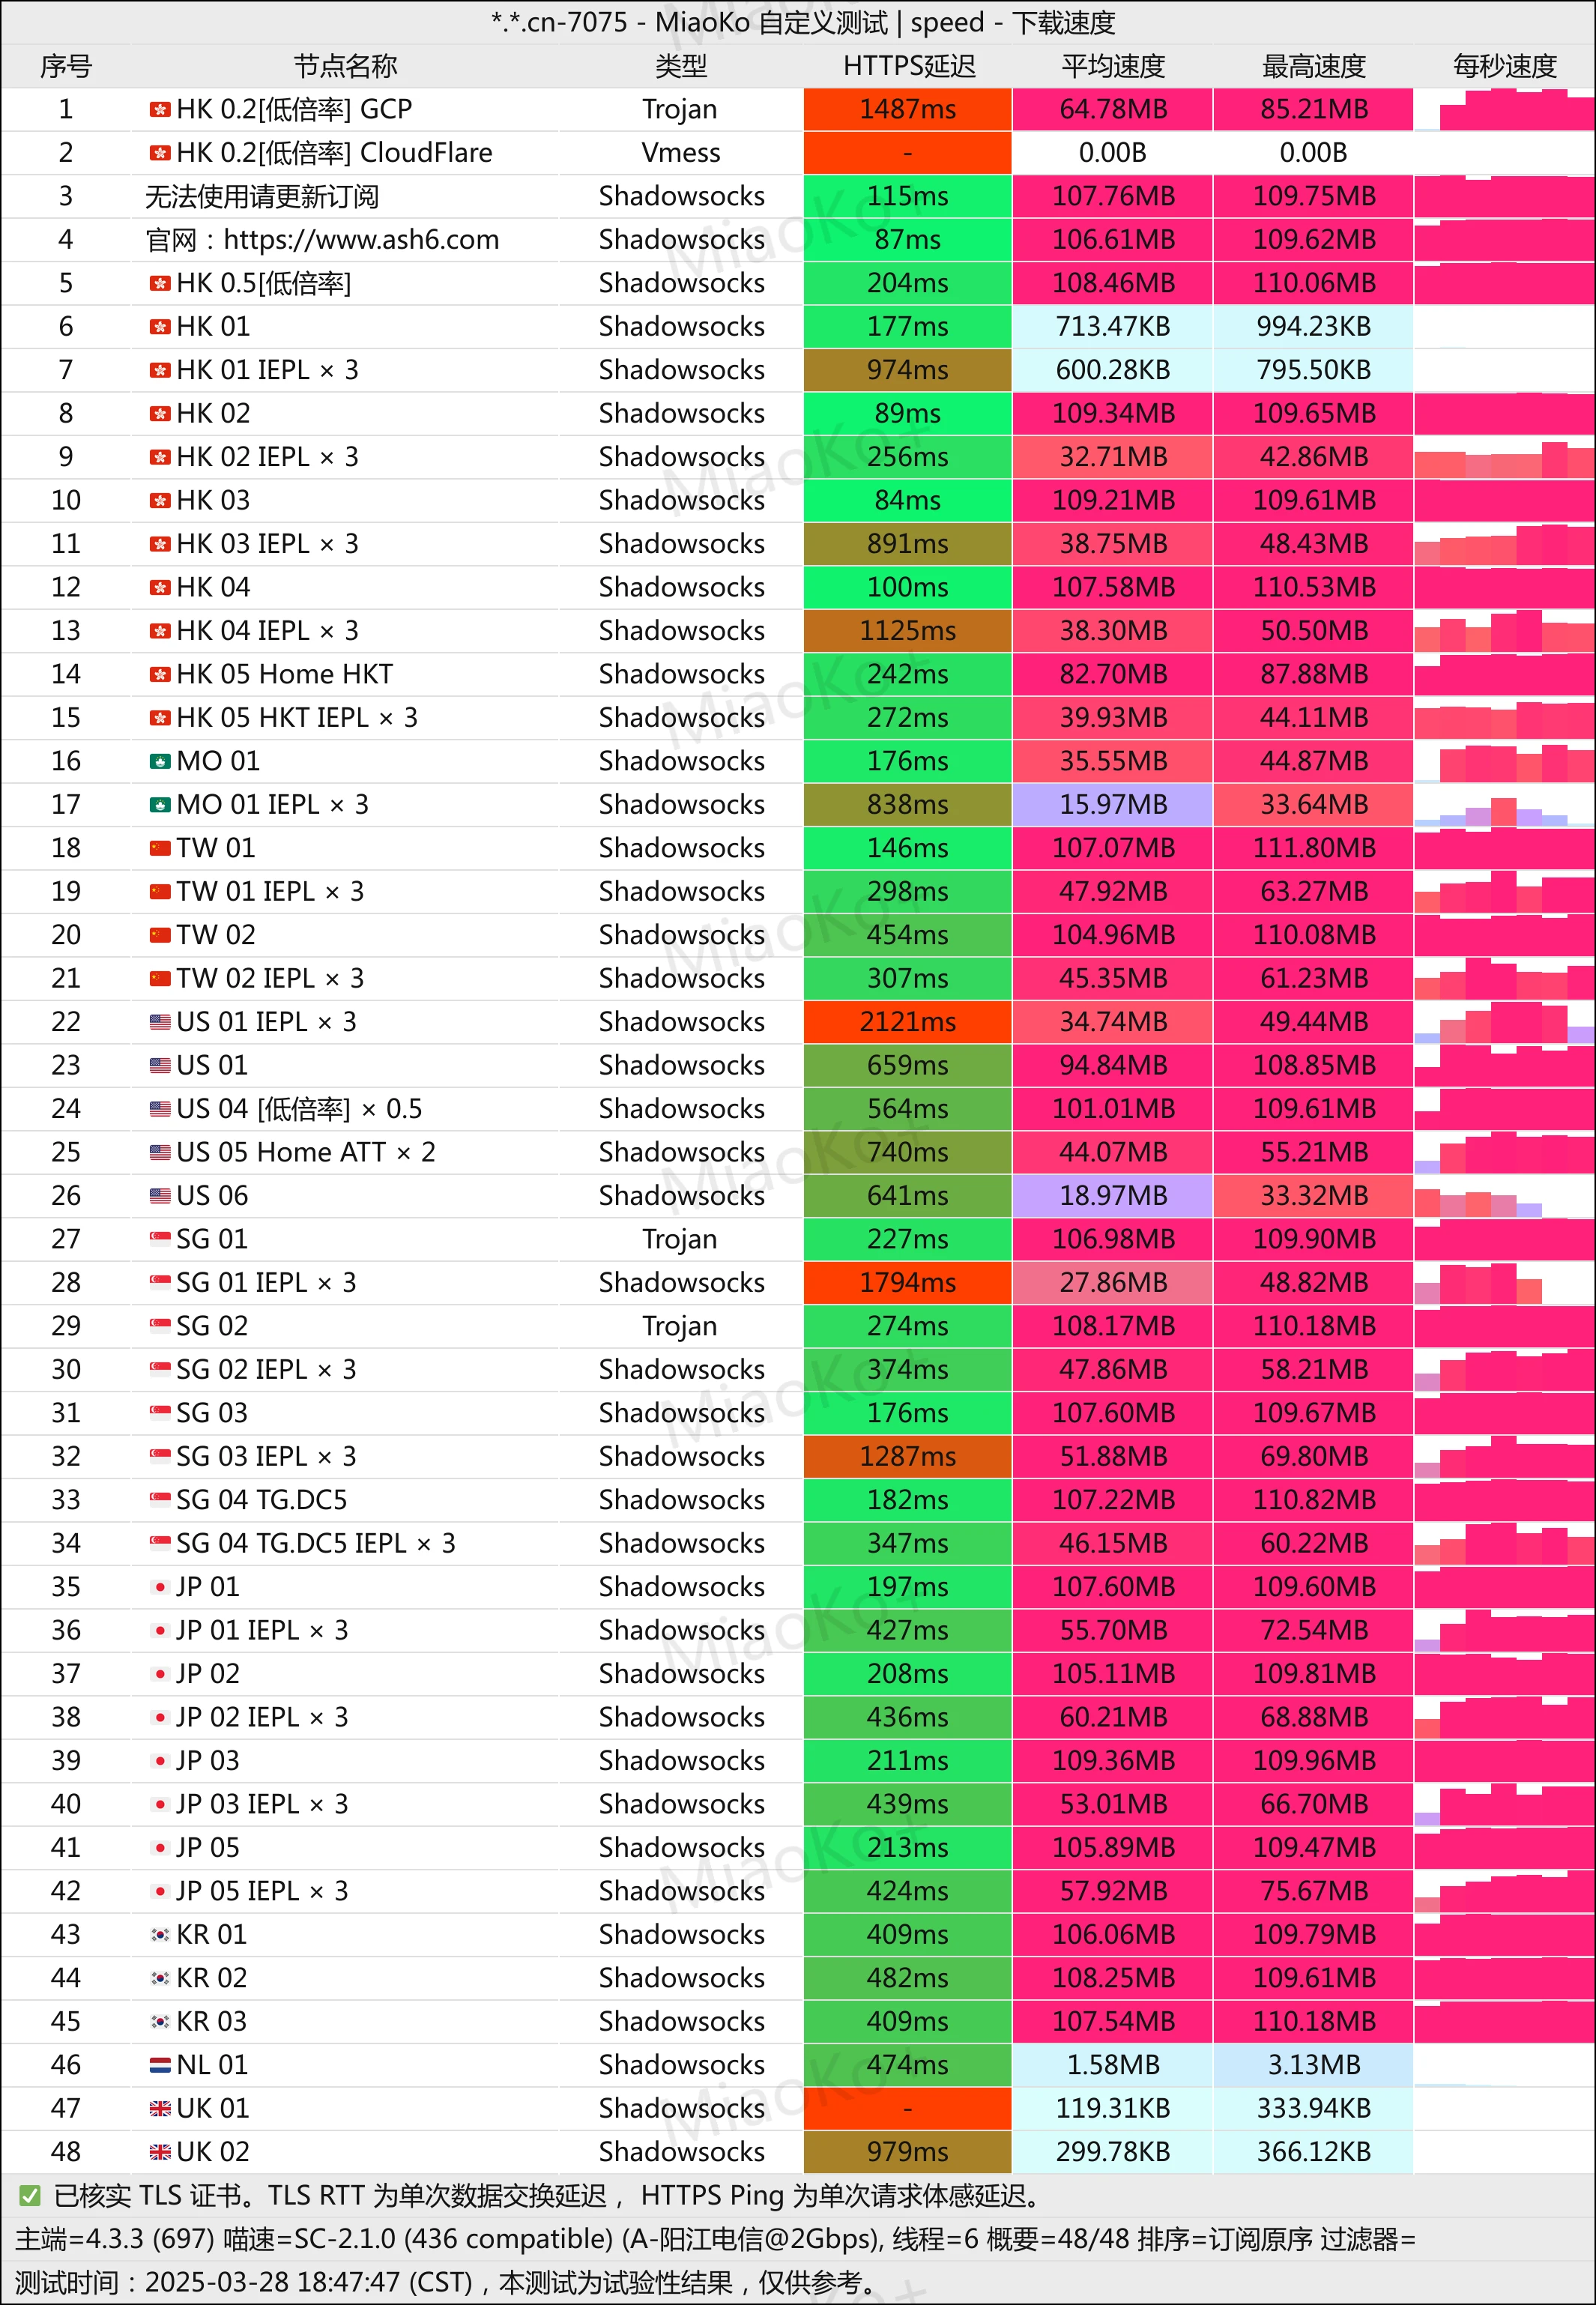 *.*.cn-7075 - MiaoKo 自定义测试 | speed - 下载速度
序号 节点名称 类型 HTTPS延迟 平均速度 最高速度 每秒速度
1 HK 0.2[低倍率] GCP Trojan 1487ms 64.78MB 85.21MB
2 HK 0.2[低倍率] CloudFlare Vmess - 0.00B 0.00B
3 无法使用请更新订阅 Shadowsocks 115ms 107.76MB 109.75MB
4 官网：https://www.ash6.com Shadowsocks 87ms 106.61MB 109.62MB
5 HK 0.5[低倍率] Shadowsocks 204ms 108.46MB 110.06MB
6 HK 01 Shadowsocks 177ms 713.47KB 994.23KB
7 HK 01 IEPL × 3 Shadowsocks 974ms 600.28KB 795.50KB
8 HK 02 Shadowsocks 89ms 109.34MB 109.65MB
9 HK 02 IEPL × 3 Shadowsocks 256ms 32.71MB 42.86MB
10 HK 03 Shadowsocks 84ms 109.21MB 109.61MB
11 HK 03 IEPL × 3 Shadowsocks 891ms 38.75MB 48.43MB
12 HK 04 Shadowsocks 100ms 107.58MB 110.53MB
13 HK 04 IEPL × 3 Shadowsocks 1125ms 38.30MB 50.50MB
14 HK 05 Home HKT Shadowsocks 242ms 82.70MB 87.88MB
15 HK 05 HKT IEPL × 3 Shadowsocks 272ms 39.93MB 44.11MB
16 MO 01 Shadowsocks 176ms 35.55MB 44.87MB
17 MO 01 IEPL × 3 Shadowsocks 838ms 15.97MB 33.64MB
18 TW 01 Shadowsocks 146ms 107.07MB 111.80MB
19 TW 01 IEPL × 3 Shadowsocks 298ms 47.92MB 63.27MB
20 TW 02 Shadowsocks 454ms 104.96MB 110.08MB
21 TW 02 IEPL × 3 Shadowsocks 307ms 45.35MB 61.23MB
22 US 01 IEPL × 3 Shadowsocks 2121ms 34.74MB 49.44MB
23 US 01 Shadowsocks 659ms 94.84MB 108.85MB
24 US 04 [低倍率] × 0.5 Shadowsocks 564ms 101.01MB 109.61MB
25 US 05 Home ATT × 2 Shadowsocks 740ms 44.07MB 55.21MB
26 US 06 Shadowsocks 641ms 18.97MB 33.32MB
27 SG 01 Trojan 227ms 106.98MB 109.90MB
28 SG 01 IEPL × 3 Shadowsocks 1794ms 27.86MB 48.82MB
29 SG 02 Trojan 274ms 108.17MB 110.18MB
30 SG 02 IEPL × 3 Shadowsocks 374ms 47.86MB 58.21MB
31 SG 03 Shadowsocks 176ms 107.60MB 109.67MB
32 SG 03 IEPL × 3 Shadowsocks 1287ms 51.88MB 69.80MB
33 SG 04 TG.DC5 Shadowsocks 182ms 107.22MB 110.82MB
34 SG 04 TG.DC5 IEPL × 3 Shadowsocks 347ms 46.15MB 60.22MB
35 JP 01 Shadowsocks 197ms 107.60MB 109.60MB
36 JP 01 IEPL × 3 Shadowsocks 427ms 55.70MB 72.54MB
37 JP 02 Shadowsocks 208ms 105.11MB 109.81MB
38 JP 02 IEPL × 3 Shadowsocks 436ms 60.21MB 68.88MB
39 JP 03 Shadowsocks 211ms 109.36MB 109.96MB
40 JP 03 IEPL × 3 Shadowsocks 439ms 53.01MB 66.70MB
41 JP 05 Shadowsocks 213ms 105.89MB 109.47MB
42 JP 05 IEPL × 3 Shadowsocks 424ms 57.92MB 75.67MB
43 KR 01 Shadowsocks 409ms 106.06MB 109.79MB
44 KR 02 Shadowsocks 482ms 108.25MB 109.61MB
45 KR 03 Shadowsocks 409ms 107.54MB 110.18MB
46 NL 01 Shadowsocks 474ms 1.58MB 3.13MB
47 UK 01 Shadowsocks - 119.31KB 333.94KB
48 UK 02 Shadowsocks 979ms 299.78KB 366.12KB
✅ 已核实 TLS 证书。TLS RTT 为单次数据交换延迟， HTTPS Ping 为单次请求体感延迟。
主端=4.3.3 (697) 喵速=SC-2.1.0 (436 compatible) (A-阳江电信@2Gbps), 线程=6 概要=48/48 排序=订阅原序 过滤器=
测试时间：2025-03-28 18:47:47 (CST)，本测试为试验性结果，仅供参考。